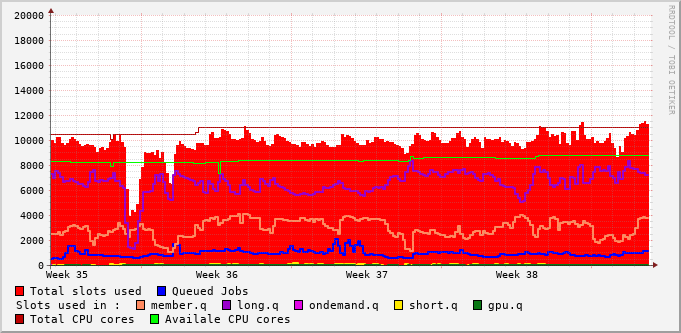 20000
18000
16000
14000
12000
10000
8000
6000
4000
2000
0
Week 35 Week 36 Week 37 Week 38
Total slots used Queued Jobs
Slots used in : member.q long.q ondemand.q short.q gpu.q
Total CPU cores Availale CPU cores
RRDTOOL / TOBI OETIKER